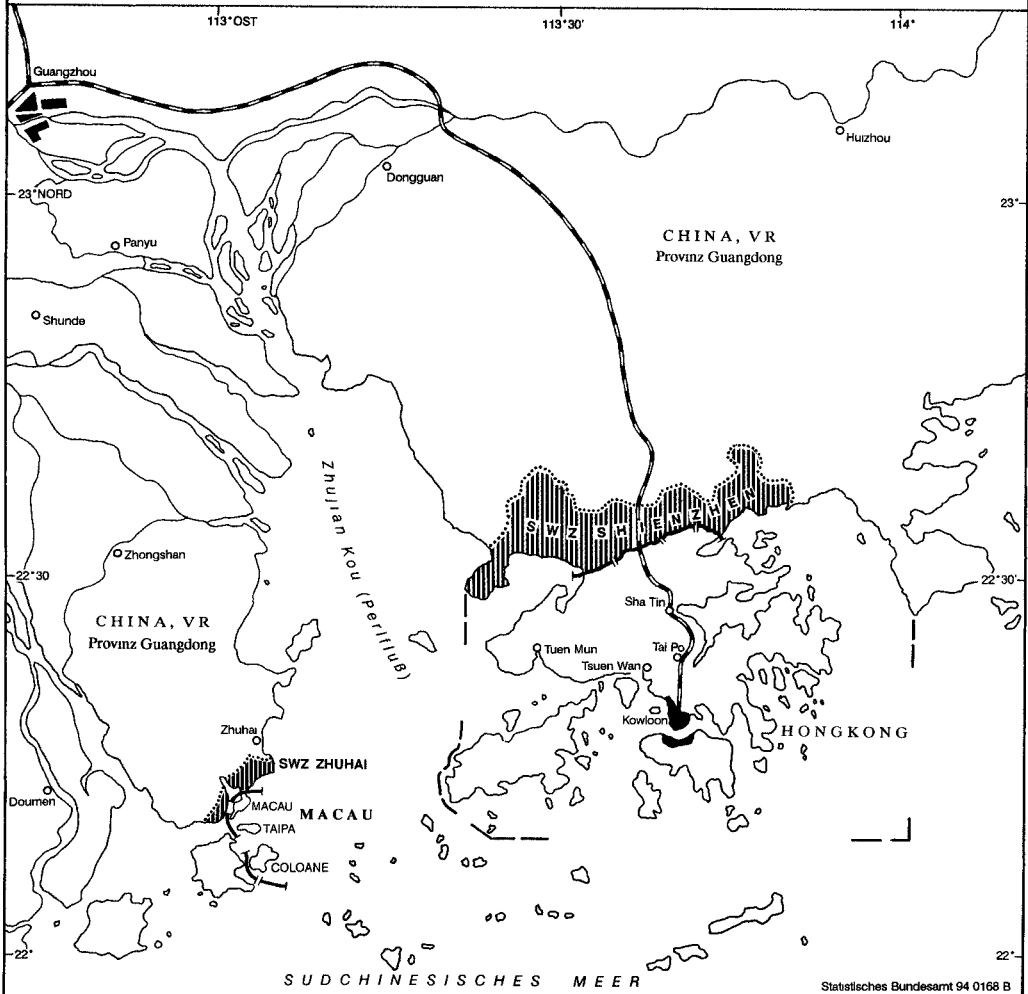 113° OST
113° 30'
114°
Guangzhou
Huizhou
Dongguan
23° NORD
23°
CHINA, VR
Provinz Guangdong
Panyu
Shunde
Zhujian Kou (Perlfluß)
SWZ SHIENZHEN
Zhongshan
22° 30'
22° 30'
Sha Tin
CHINA, VR
Provinz Guangdong
Tuen Mun
Tai Po
Tsuen Wan
Kowloon
HONGKONG
Zhuhai
SWZ ZHUHAI
Doumen
MACAU
MACAU
TAIPA
COLOANE
22°
22°
SUDCHINESISCHES MEER
Statistisches Bundesamt 94 0168 B